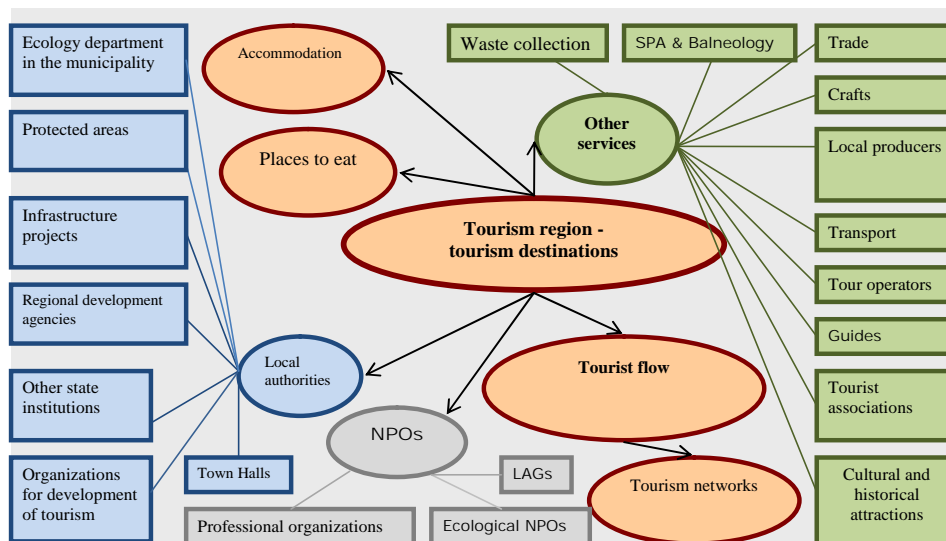 Ecology department
in the municipality
Accommodation
Waste collection
SPA & Balneology
Trade
Crafts
Protected areas
Other
services
Places to eat
Local producers
Infrastructure
projects
Tourism region -
tourism destinations
Transport
Regional development
agencies
Tour operators
Guides
Local
authorities
Tourist flow
Other state
institutions
Tourist
associations
NPOs
Organizations
for development of
tourism
Town Halls
LAGs
Tourism networks
Cultural and
historical
attractions
Professional organizations
Ecological NPOs